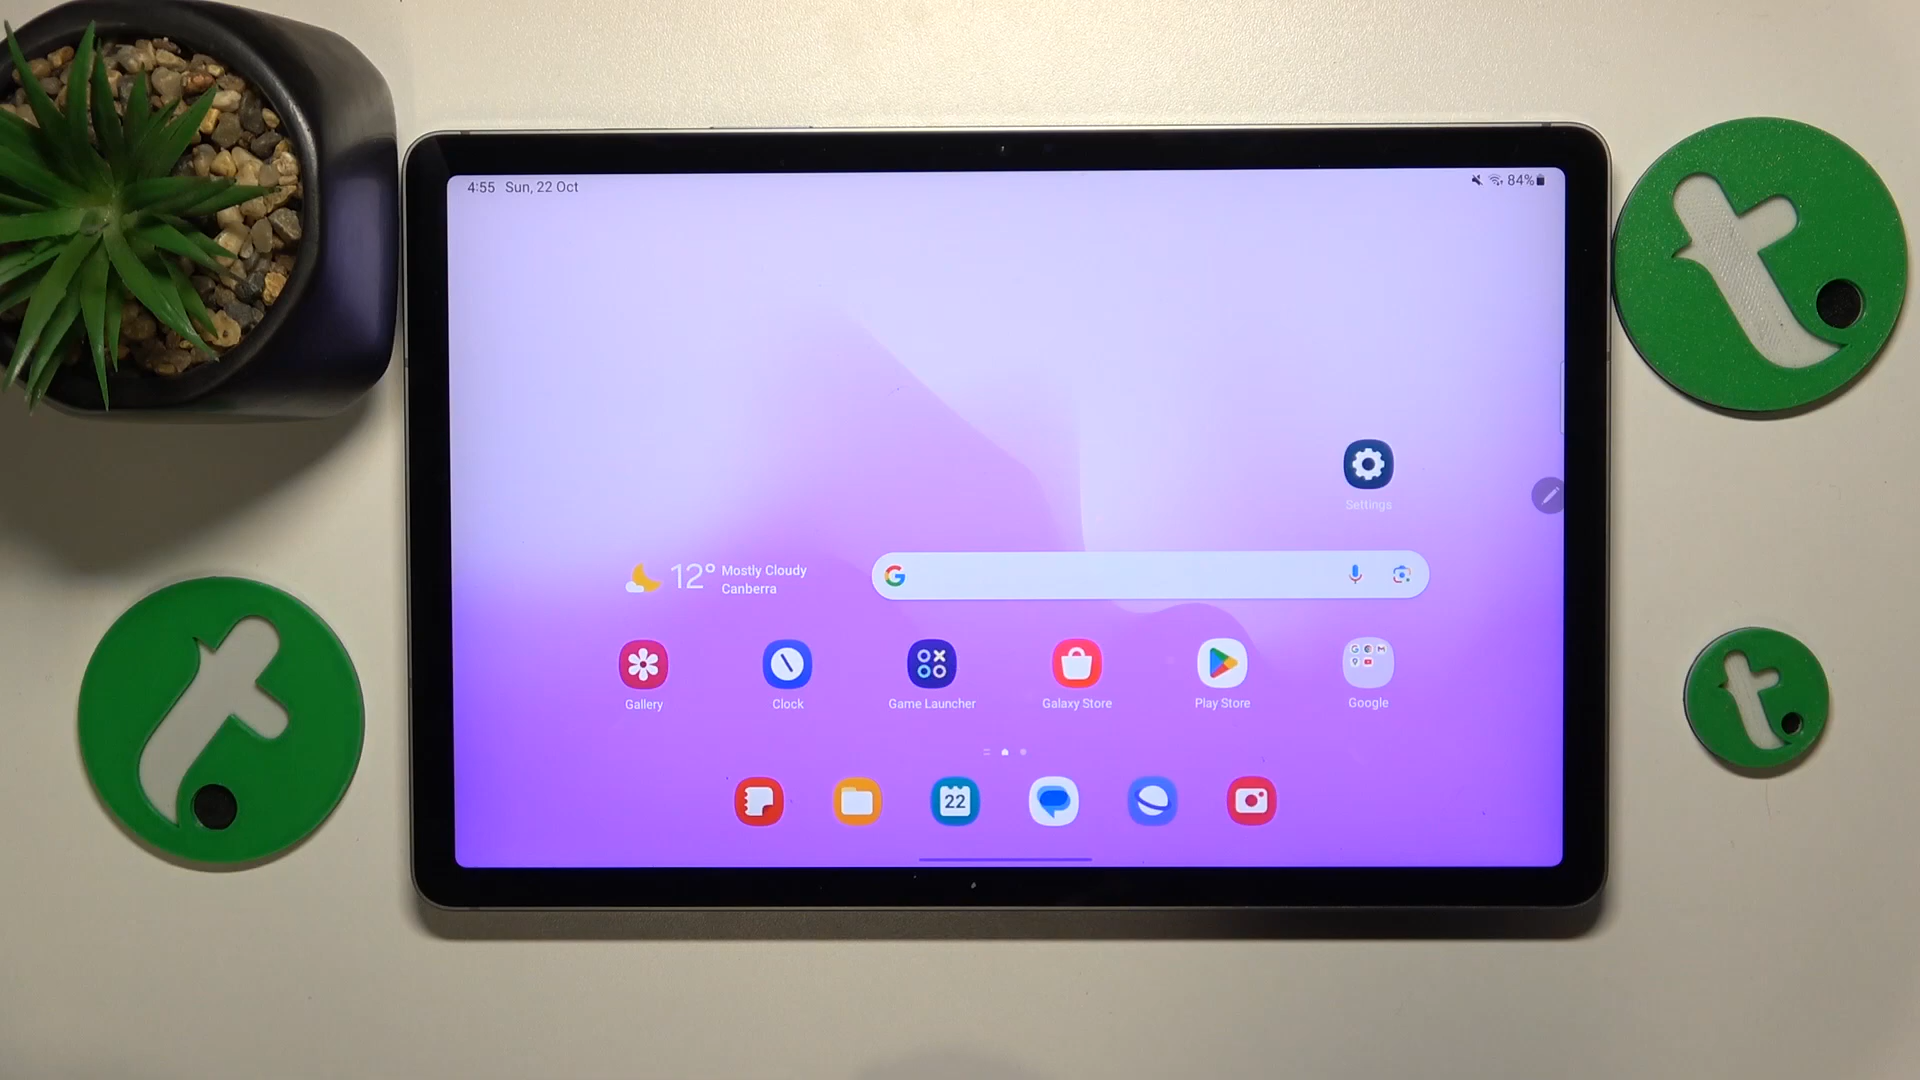 4:55 Sun, 22 Oct
84%
Settings
12° Mostly Cloudy
Canberra
G
Gallery
Clock
Game Launcher
Galaxy Store
Play Store
Google
22